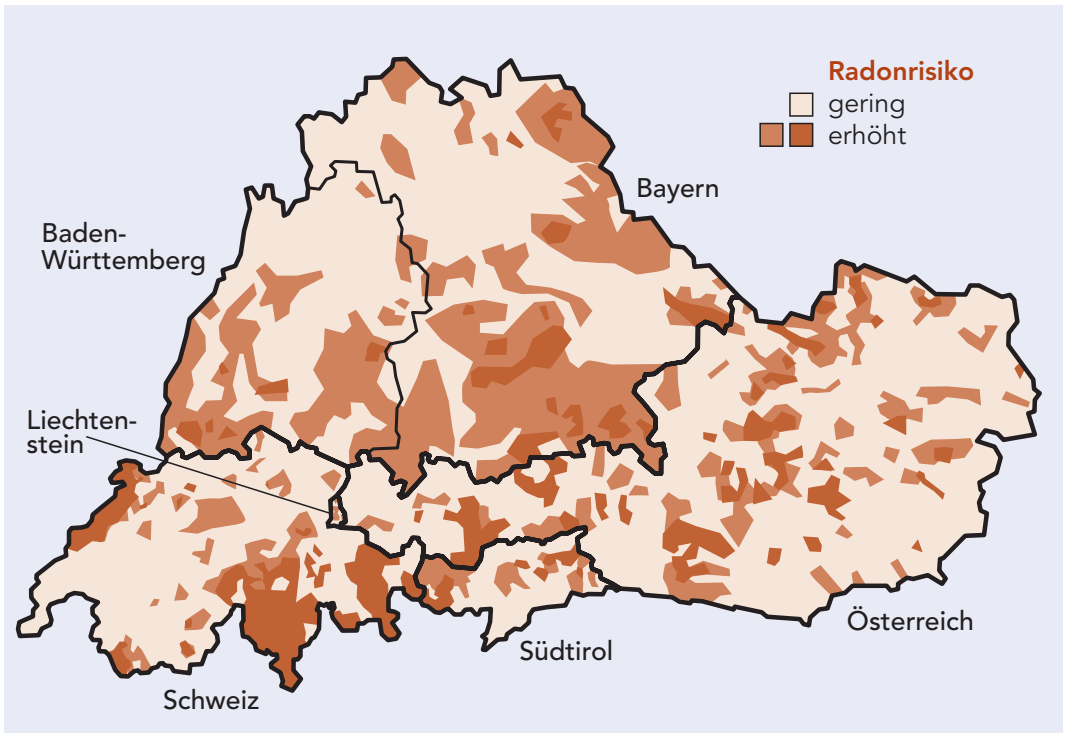 Radonrisiko
gering
erhöht
Bayern
Baden-
Württemberg
Liechten-
stein
Österreich
Südtirol
Schweiz